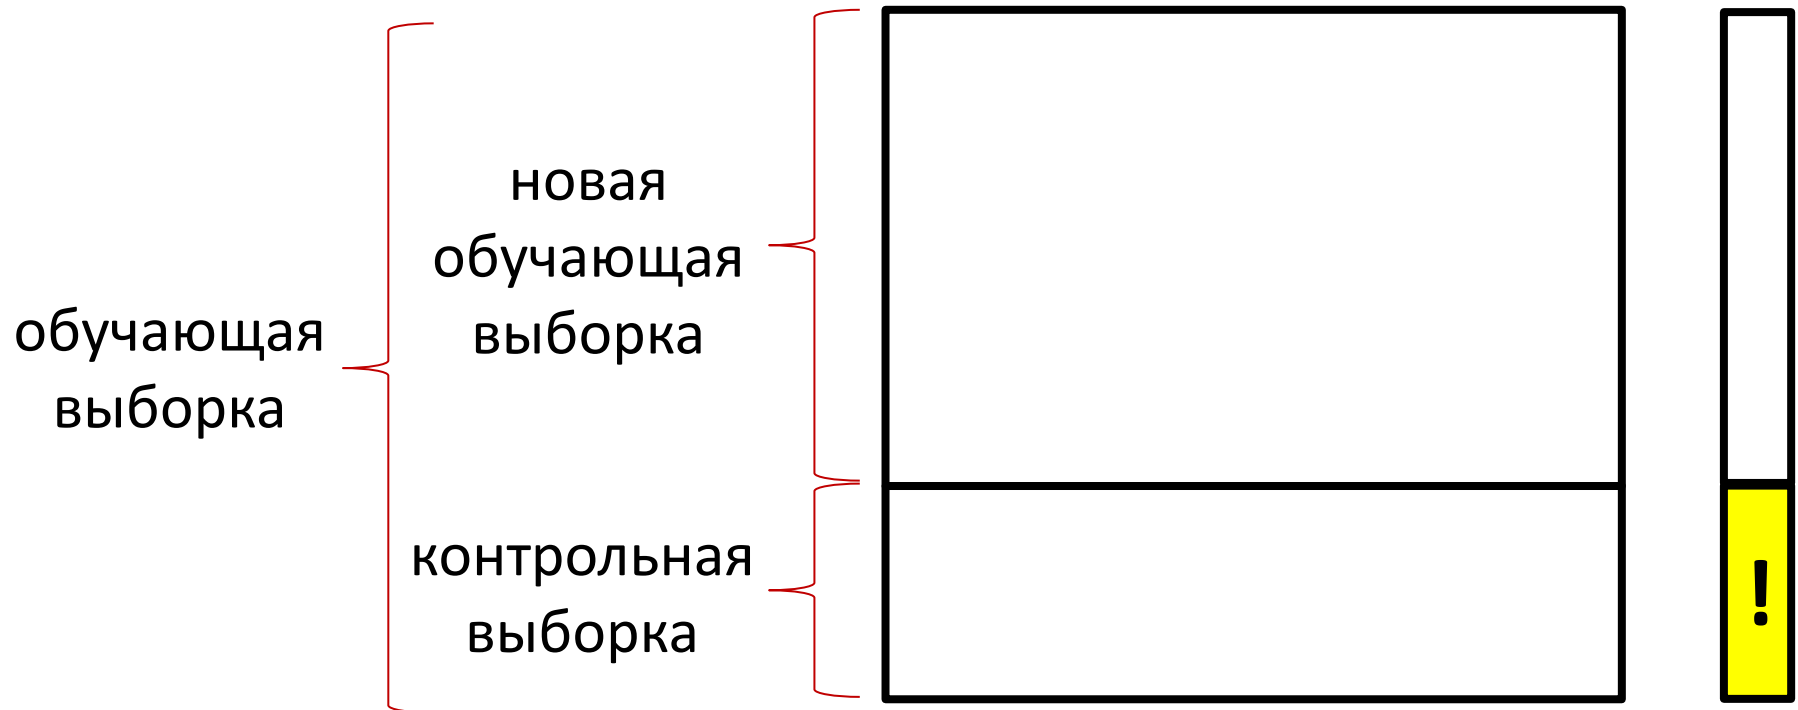 обучающая
выборка
новая
обучающая
выборка
контрольная
выборка
!